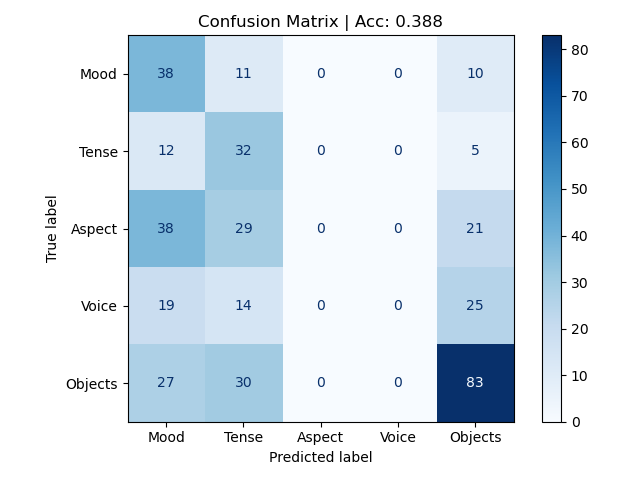 Confusion Matrix | Acc: 0.388
Mood 38 11 0 0 10
Tense 12 32 0 0 5
Aspect 38 29 0 0 21
Voice 19 14 0 0 25
Objects 27 30 0 0 83
Mood Tense Aspect Voice Objects
Predicted label
True label
80
70
60
50
40
30
20
10
0